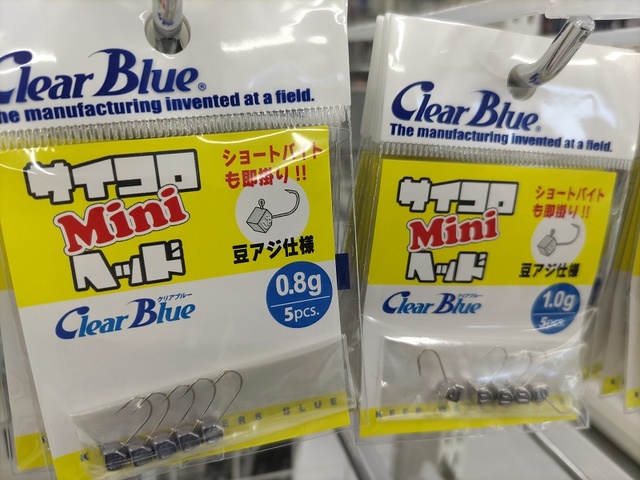 Clear Blue®
The manufacturing invented at a field.
サイコロ
Mini
ヘッド
ショートバイト
も即掛り!!
豆アジ仕様
クリアブルー
Clear Blue
0.8g
5pcs.
Clear Blue®
The manufacturing invented at a field.
サイコロ
Mini
ヘッド
ショートバイト
も即掛り!!
豆アジ仕様
クリアブルー
Clear Blue
1.0g
5pcs.